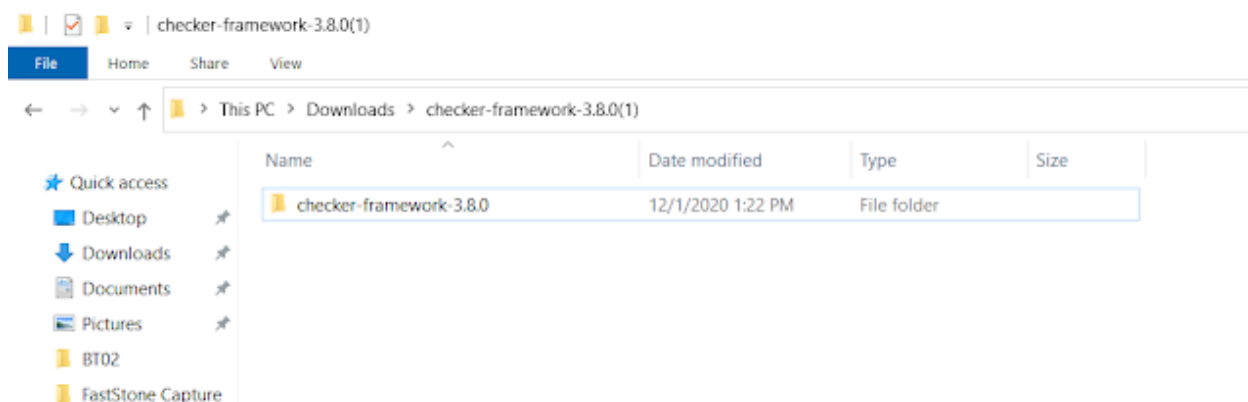 checker-framework-3.8.0(1)
File Home Share View
This PC > Downloads > checker-framework-3.8.0(1)
Name Date modified Type Size
Quick access
checker-framework-3.8.0 12/1/2020 1:22 PM File folder
Desktop
Downloads
Documents
Pictures
BT02
FastStone Capture